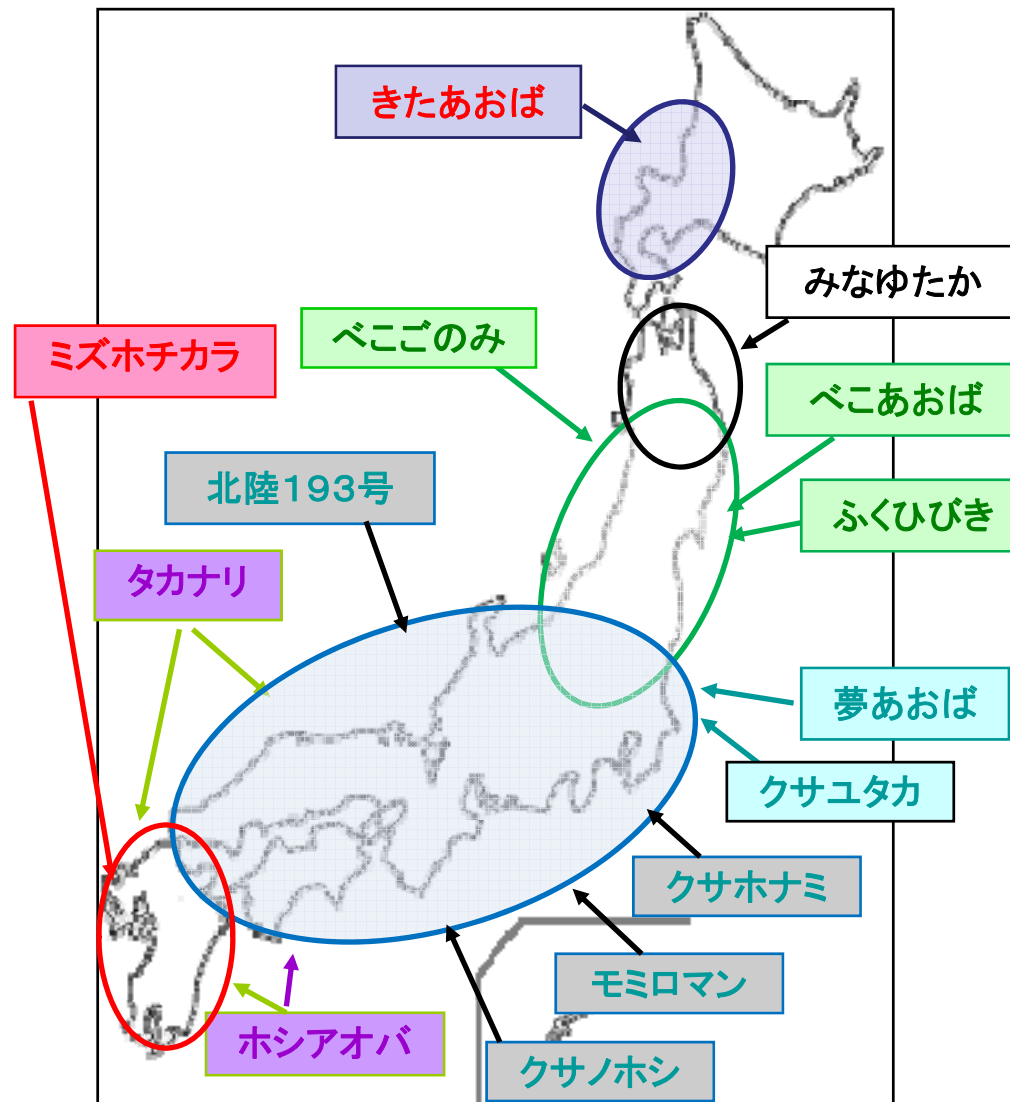 きたあおば
みなゆたか
べこごのみ
ミズホチカラ
べこあおば
北陸193号
ふくひびき
タカナリ
夢あおば
クサユタカ
クサホナミ
モミロマン
ホシアオバ
クサノホシ